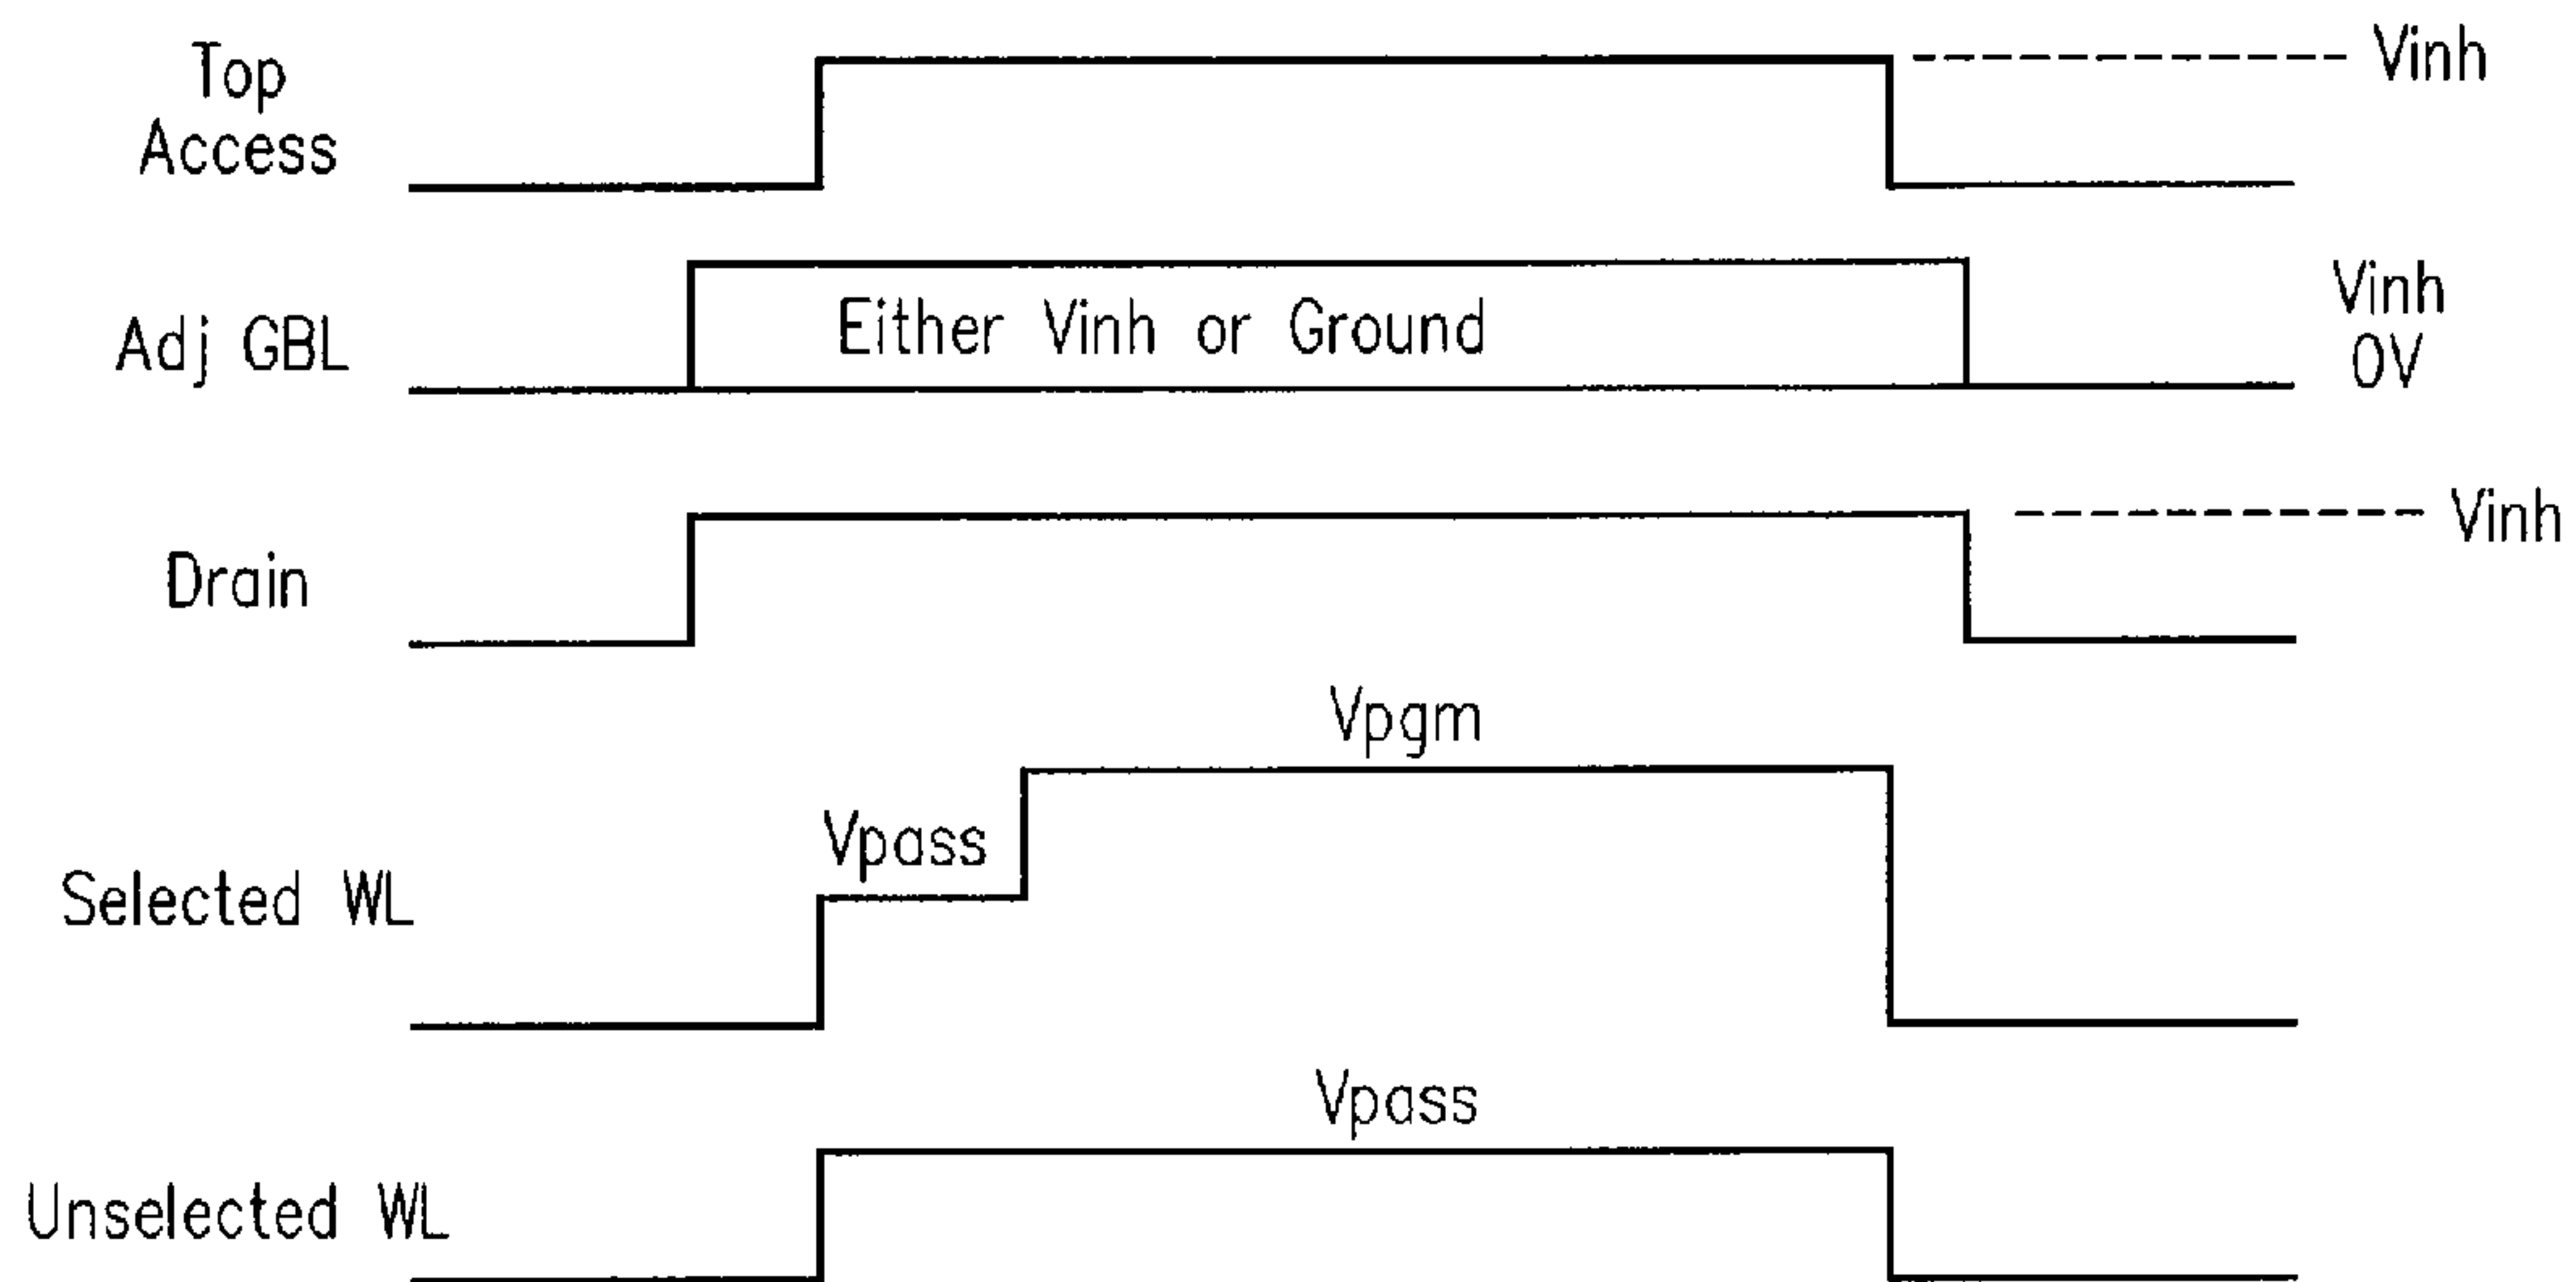 Top
Access
Vinh
Adj GBL
Either Vinh or Ground
Vinh
0V
Drain
Vinh
Selected WL
Vpass
Vpgm
Unselected WL
Vpass